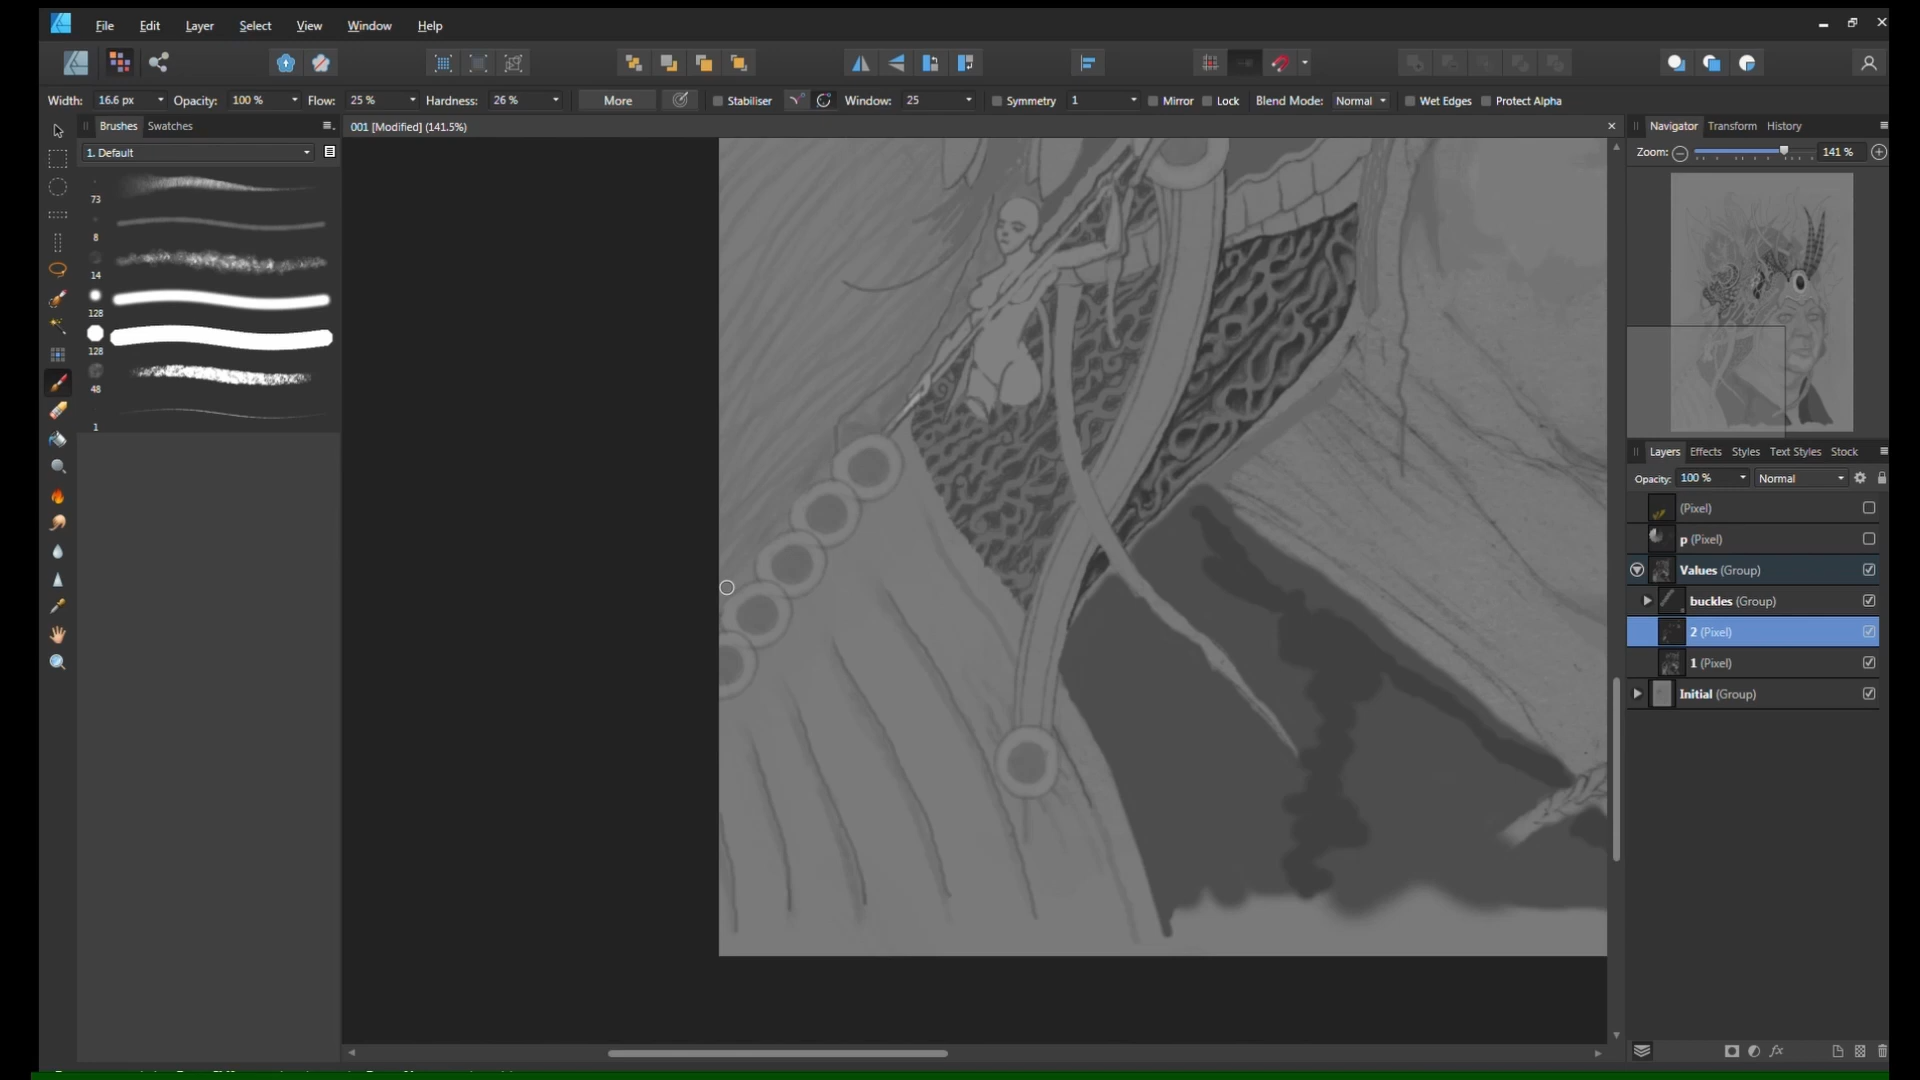 File Edit Layer Select View Window Help
Width: 16.6 px Opacity: 100 % Flow: 25 % Hardness: 26 % More Stabiliser Window: 25 Symmetry 1 Mirror Lock Blend Mode: Normal Wet Edges Protect Alpha
Brushes Swatches
001 [Modified] (141.5%)
Navigator Transform History
1. Default
Zoom: 141 %
73
8
14
128
128
48
1
Layers Effects Styles Text Styles Stock
Opacity: 100 % Normal
(Pixel)
p (Pixel)
Values (Group)
buckles (Group)
2 (Pixel)
1 (Pixel)
Initial (Group)
fx